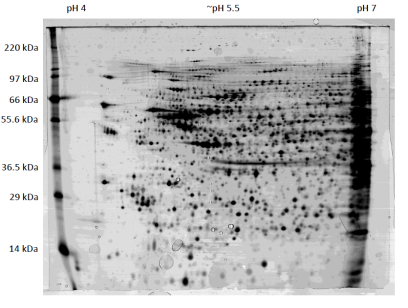 pH 4 ~pH 5.5 pH 7
220 kDa
97 kDa
66 kDa
55.6 kDa
36.5 kDa
29 kDa
14 kDa